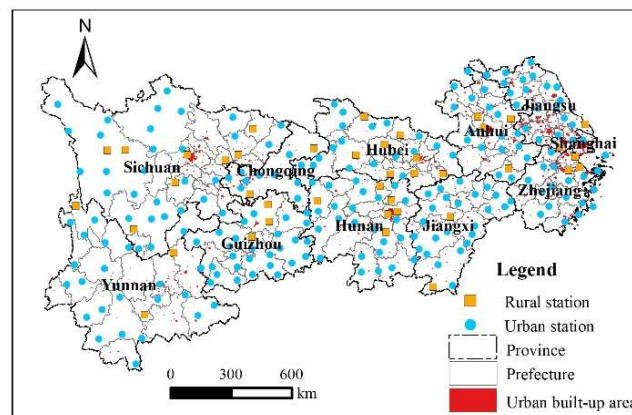 N
Jiangsu
Anhui
Shanghai
Hubei
Sichuan
Chongqing
Zhejiang
Hunan
Jiangxi
Guizhou
Yunnan
Legend
Rural station
Urban station
Province
Prefecture
Urban built-up area
0 300 600
km